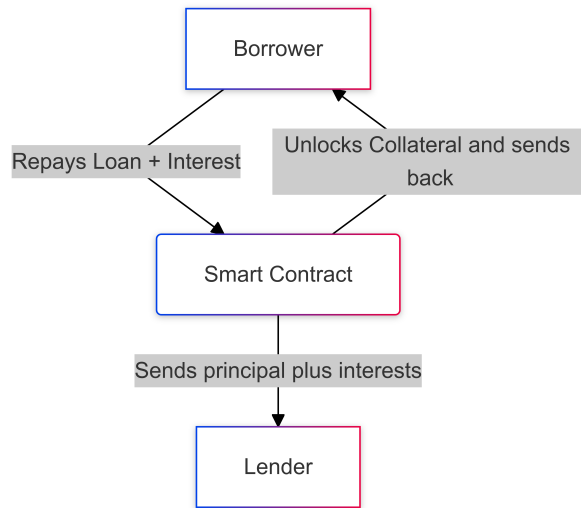 Borrower
Repays Loan + Interest
Unlocks Collateral and sends
back
Smart Contract
Sends principal plus interests
Lender